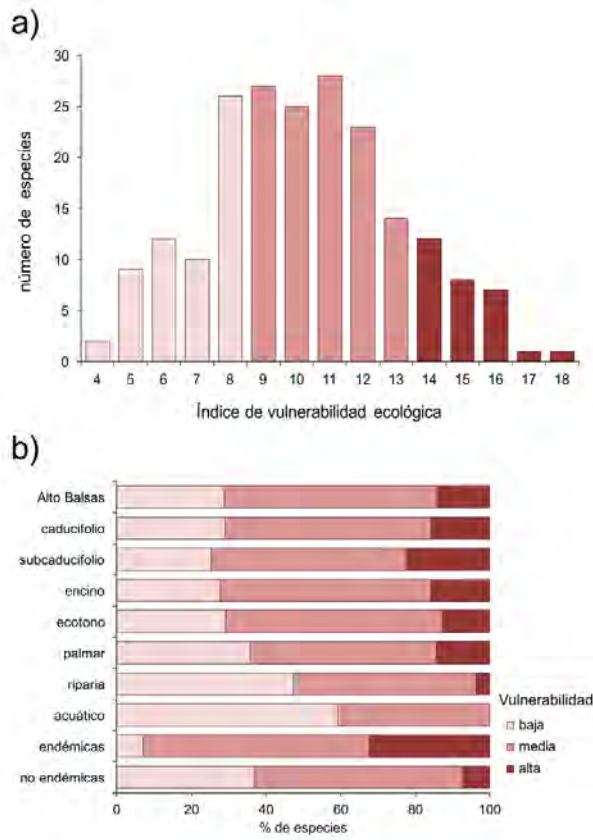 a)
30
25
20
15
10
5
0
número de especies
4 5 6 7 8 9 10 11 12 13 14 15 16 17 18
Índice de vulnerabilidad ecológica
b)
Alto Balsas
caducifolio
subcaducifolio
encino
ecotono
palmar
riparia
acuático
endémicas
no endémicas
0 20 40 60 80 100
% de especies
Vulnerabilidad
baja
media
alta